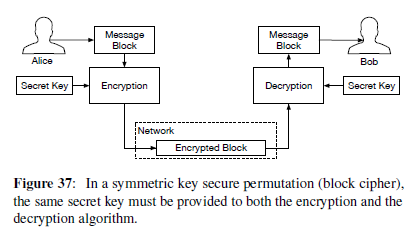 Message
Block
Message
Block
Alice
Bob
Secret Key
Encryption
Decryption
Secret Key
Network
Encrypted Block
Figure 37: In a symmetric key secure permutation (block cipher),
the same secret key must be provided to both the encryption and the
decryption algorithm.